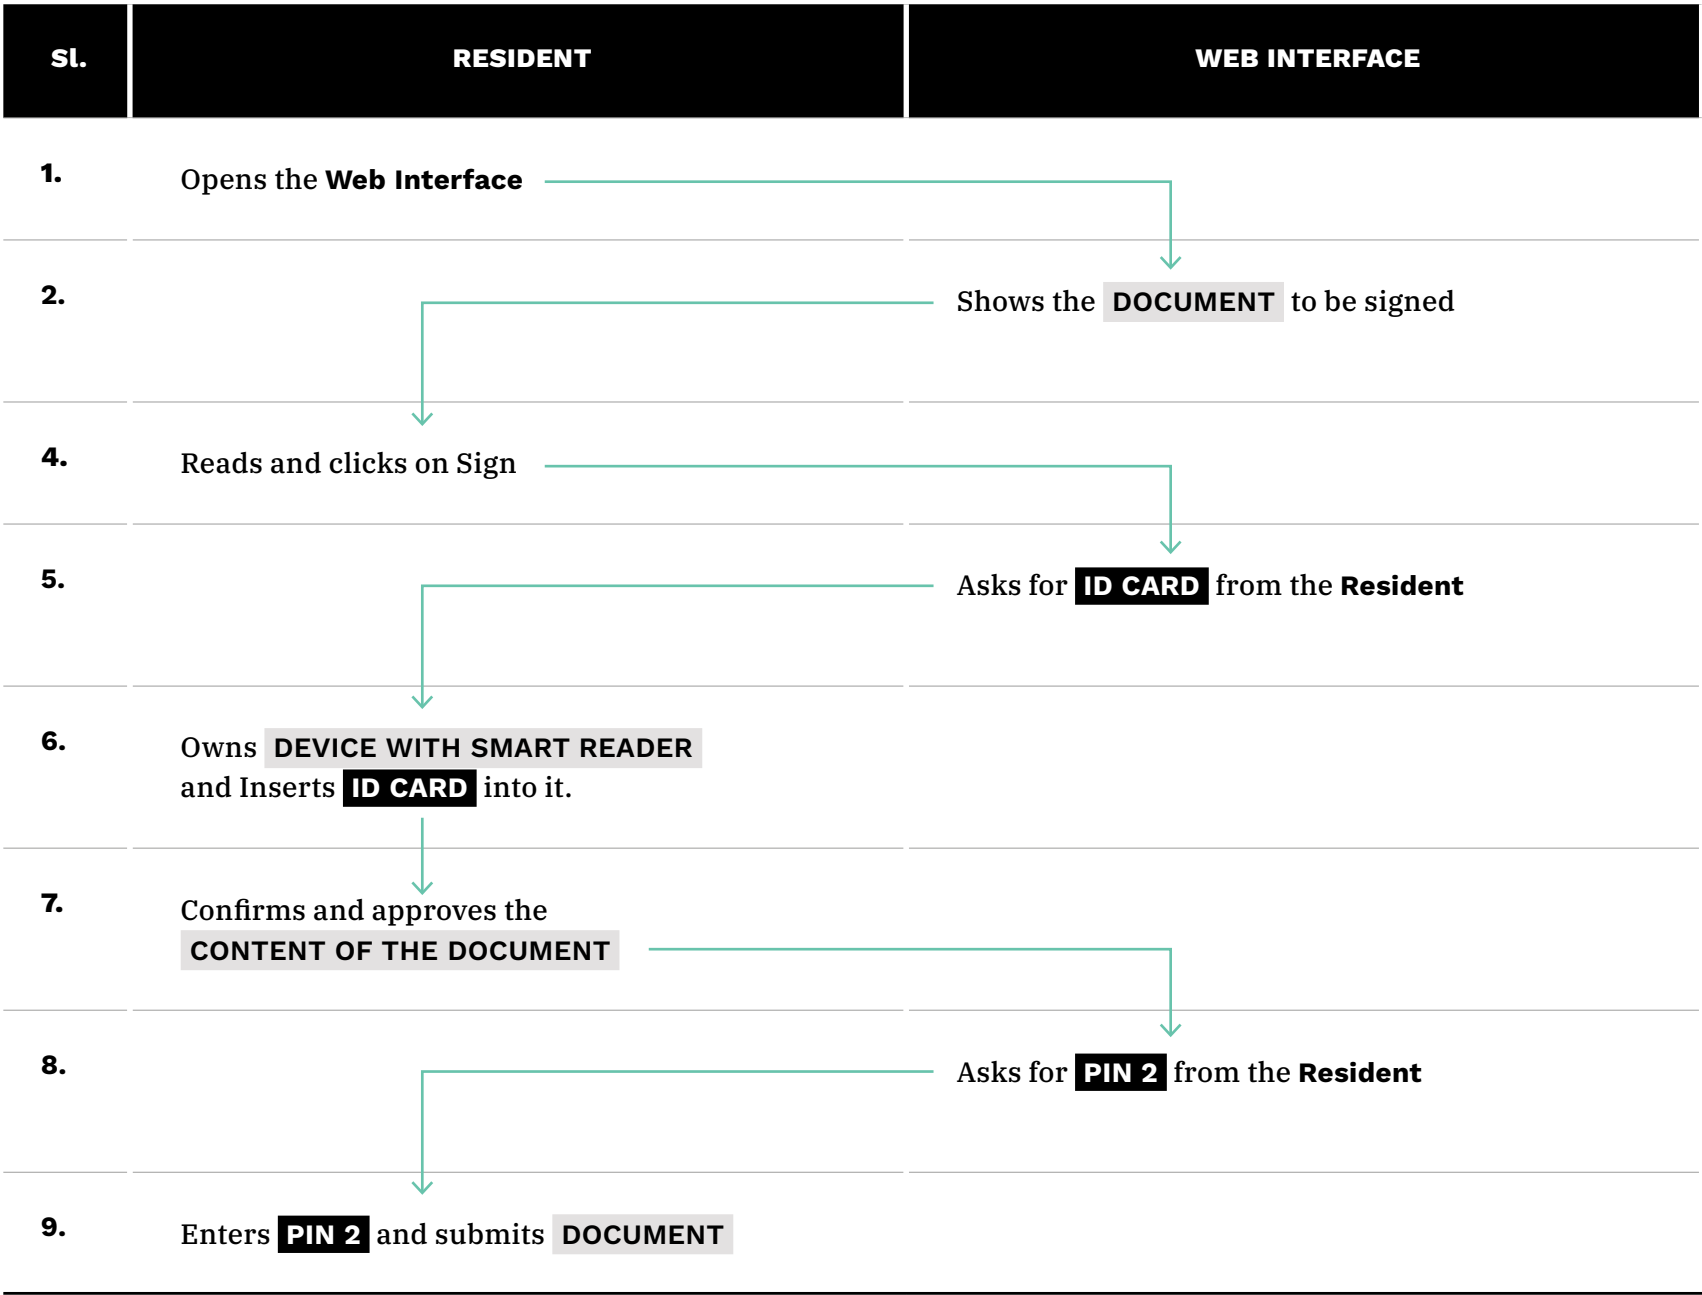 Sl. RESIDENT WEB INTERFACE
1. Opens the Web Interface
2. Shows the DOCUMENT to be signed
4. Reads and clicks on Sign
5. Asks for ID CARD from the Resident
6. Owns DEVICE WITH SMART READER
and Inserts ID CARD into it.
7. Confirms and approves the
CONTENT OF THE DOCUMENT
8. Asks for PIN 2 from the Resident
9. Enters PIN 2 and submits DOCUMENT